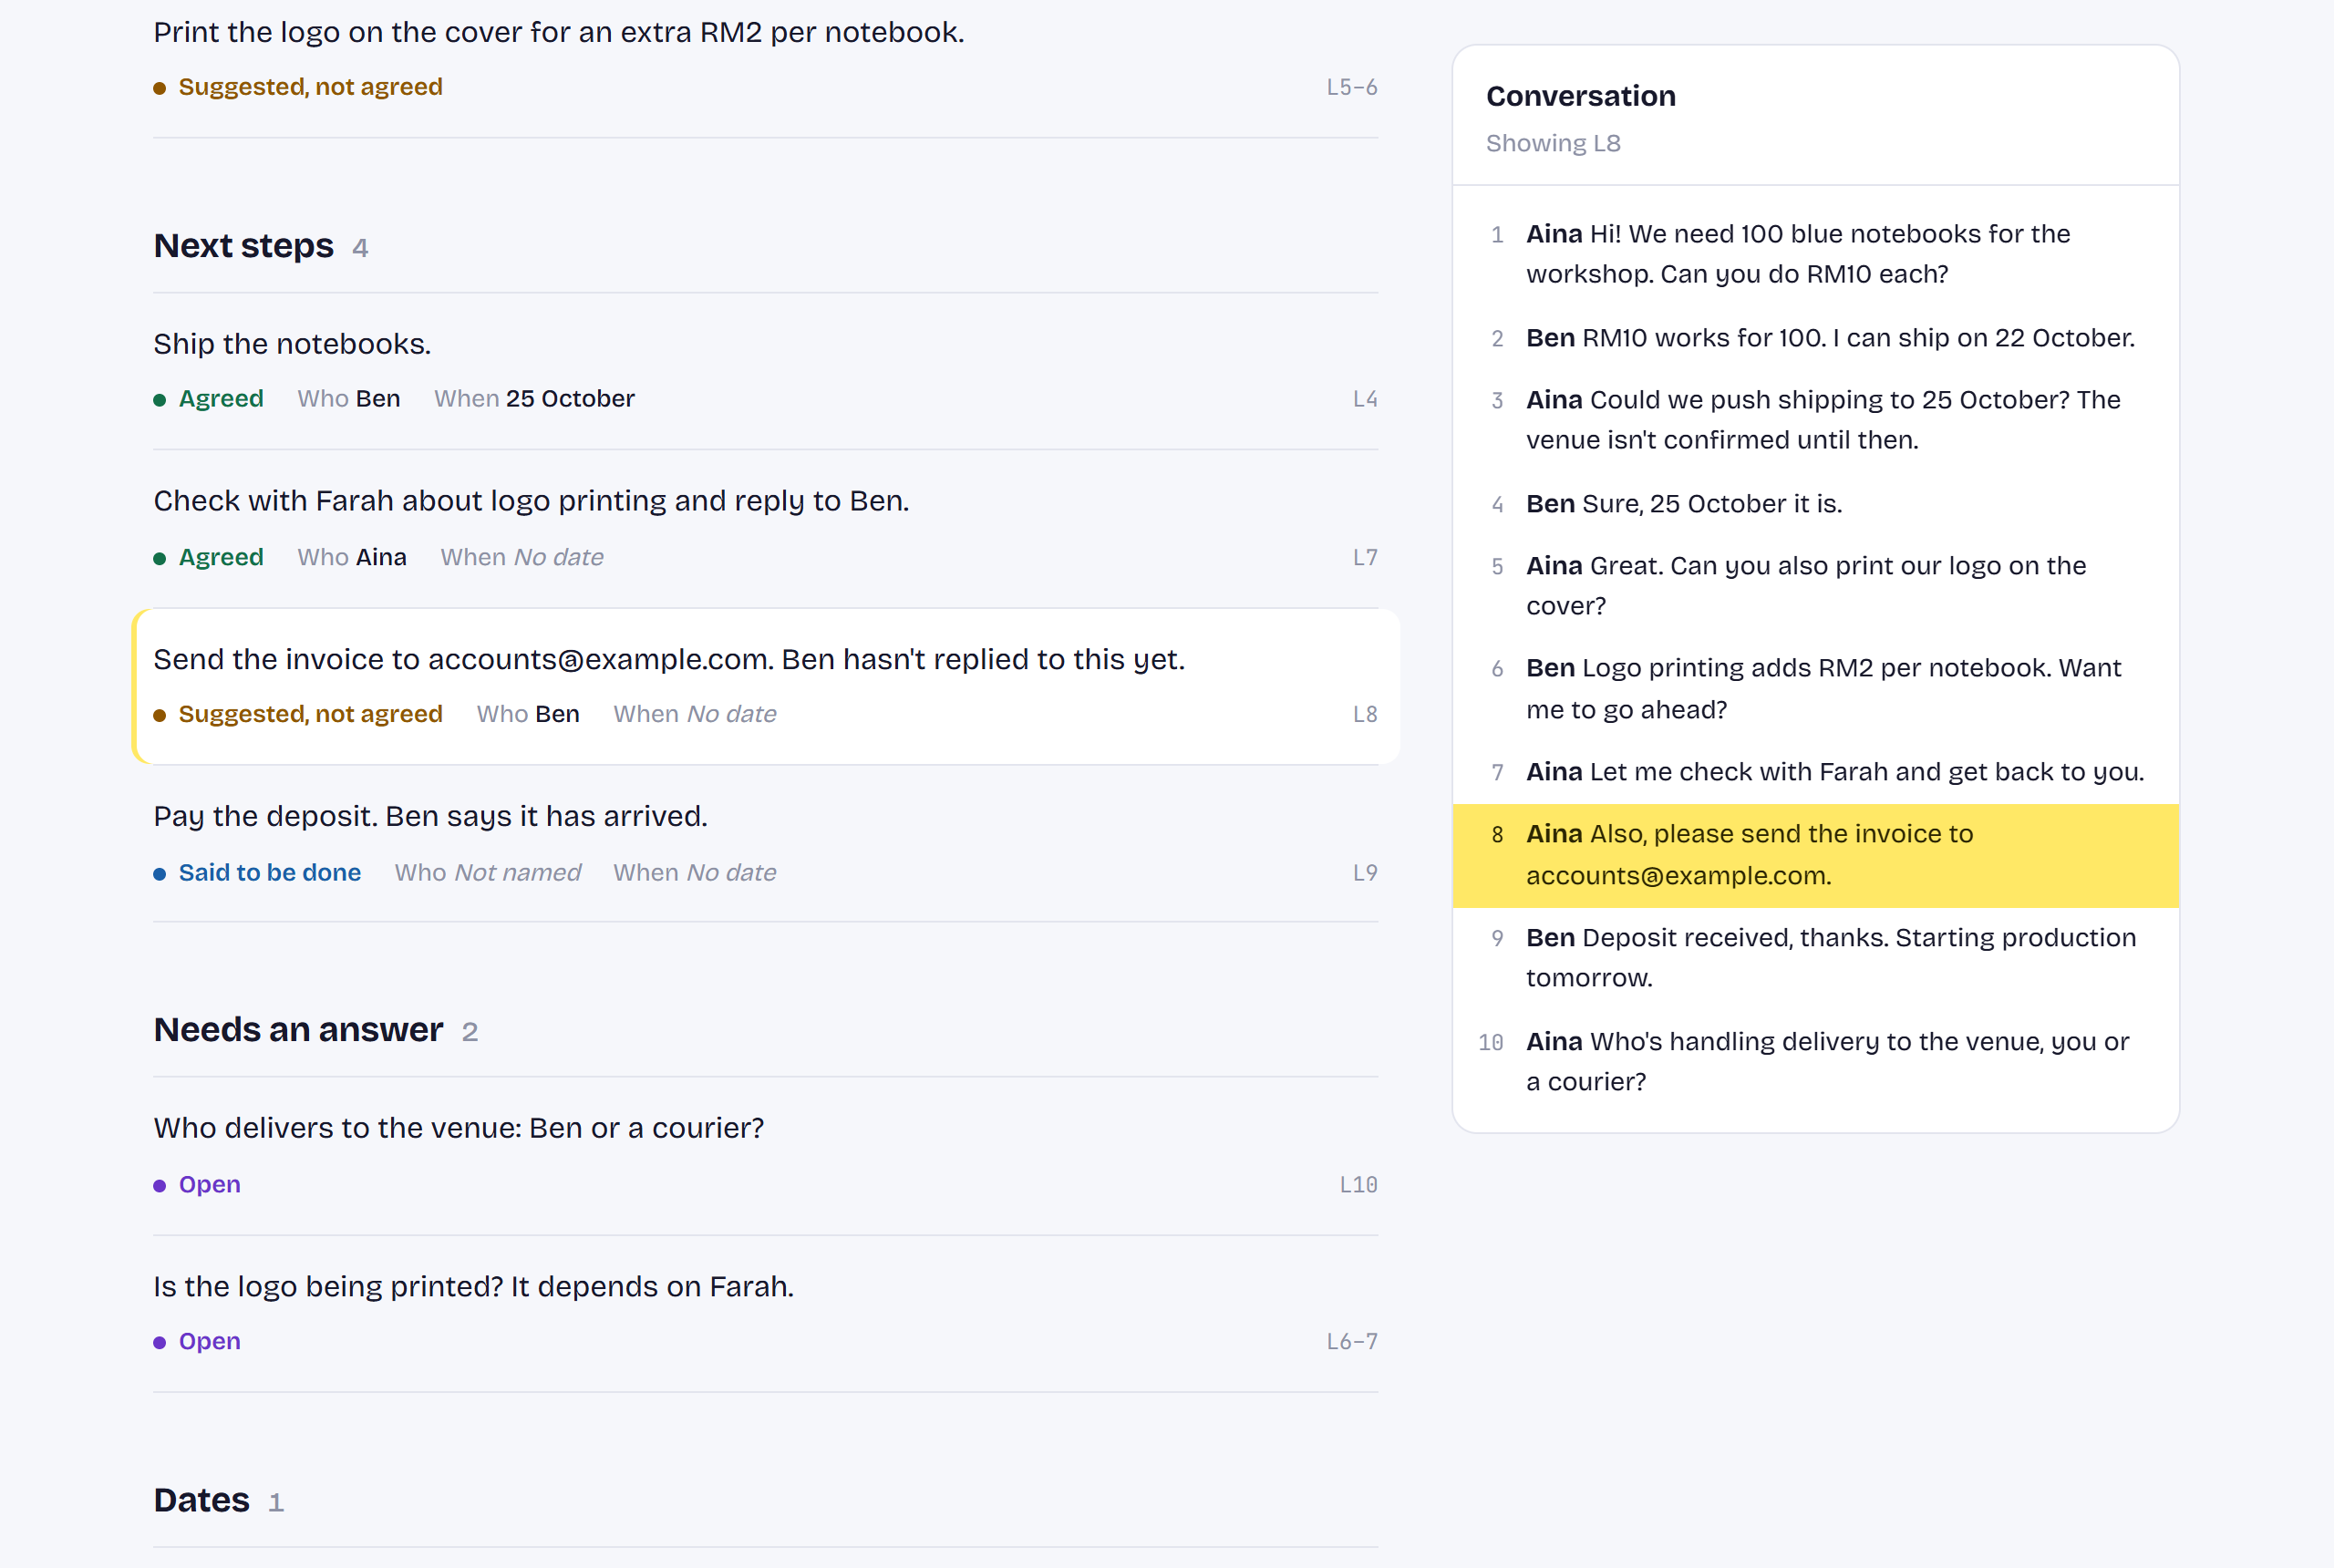 Print the logo on the cover for an extra RM2 per notebook.
Suggested, not agreed L5–6
Next steps 4
Ship the notebooks.
Agreed Who Ben When 25 October L4
Check with Farah about logo printing and reply to Ben.
Agreed Who Aina When No date L7
Send the invoice to accounts@example.com. Ben hasn't replied to this yet.
Suggested, not agreed Who Ben When No date L8
Pay the deposit. Ben says it has arrived.
Said to be done Who Not named When No date L9
Needs an answer 2
Who delivers to the venue: Ben or a courier?
Open L10
Is the logo being printed? It depends on Farah.
Open L6–7
Dates 1
Conversation
Showing L8
1 Aina Hi! We need 100 blue notebooks for the
workshop. Can you do RM10 each?
2 Ben RM10 works for 100. I can ship on 22 October.
3 Aina Could we push shipping to 25 October? The
venue isn't confirmed until then.
4 Ben Sure, 25 October it is.
5 Aina Great. Can you also print our logo on the
cover?
6 Ben Logo printing adds RM2 per notebook. Want
me to go ahead?
7 Aina Let me check with Farah and get back to you.
8 Aina Also, please send the invoice to
accounts@example.com.
9 Ben Deposit received, thanks. Starting production
tomorrow.
10 Aina Who's handling delivery to the venue, you or
a courier?